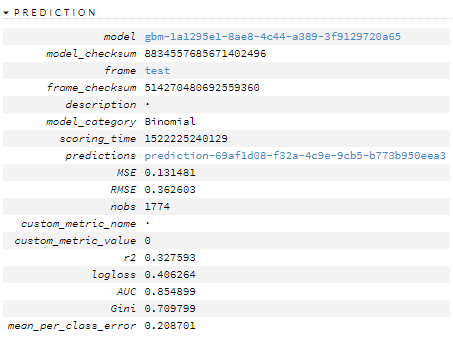 PREDICTION
model gbm-1a1295e1-8ae8-4c44-a389-3f9129720a65
model_checksum 8834557685671402496
frame test
frame_checksum 514270480692559360
description ·
model_category Binomial
scoring_time 1522225240129
predictions prediction-69af1d08-f32a-4c9e-9cb5-b773b950eea3
MSE 0.131481
RMSE 0.362603
nobs 1774
custom_metric_name ·
custom_metric_value 0
r2 0.327593
logloss 0.406264
AUC 0.854899
Gini 0.709799
mean_per_class_error 0.208701